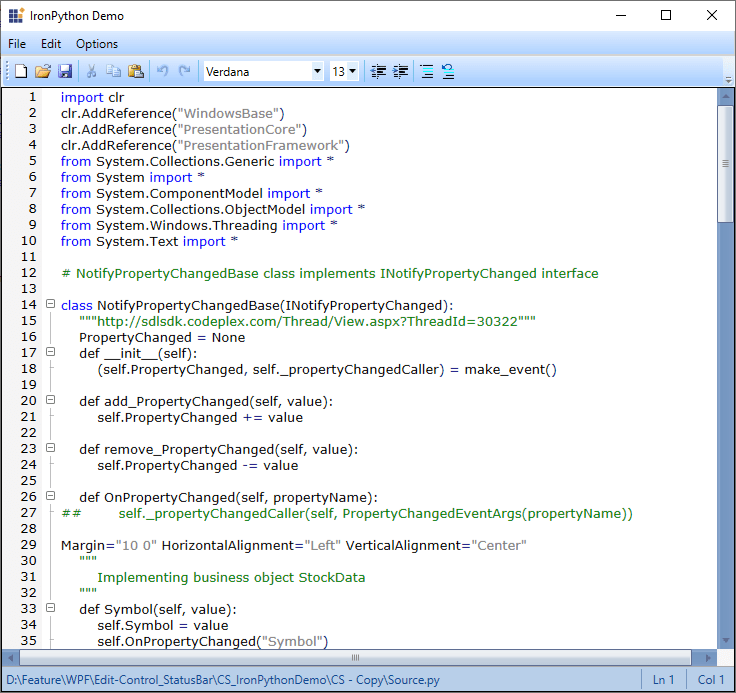 IronPython Demo
File Edit Options
Verdana 13
1 import clr
2 clr.AddReference("WindowsBase")
3 clr.AddReference("PresentationCore")
4 clr.AddReference("PresentationFramework")
5 from System.Collections.Generic import *
6 from System import *
7 from System.ComponentModel import *
8 from System.Collections.ObjectModel import *
9 from System.Windows.Threading import *
10 from System.Text import *
11
12 # NotifyPropertyChangedBase class implements INotifyPropertyChanged interface
13
14 class NotifyPropertyChangedBase(INotifyPropertyChanged):
15 """http://sdlsdk.codeplex.com/Thread/View.aspx?ThreadId=30322"""
16 PropertyChanged = None
17 def __init__(self):
18 (self.PropertyChanged, self._propertyChangedCaller) = make_event()
19
20 def add_PropertyChanged(self, value):
21 self.PropertyChanged += value
22
23 def remove_PropertyChanged(self, value):
24 self.PropertyChanged -= value
25
26 def OnPropertyChanged(self, propertyName):
27 ## self._propertyChangedCaller(self, PropertyChangedEventArgs(propertyName))
28
29 Margin="10 0" HorizontalAlignment="Left" VerticalAlignment="Center"
30 """
31 Implementing business object StockData
32 """
33 def Symbol(self, value):
34 self.Symbol = value
35 self.OnPropertyChanged("Symbol")
D:\Feature\WPF\Edit-Control_StatusBar\CS_IronPythonDemo\CS - Copy\Source.py Ln 1 Col 1